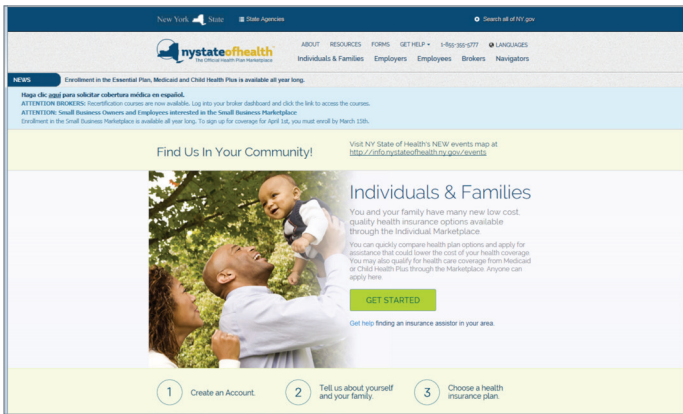 New York State State Agencies Search all of NY.gov
nystateofhealth
The Official Health Plan Marketplace
ABOUT RESOURCES FORMS GET HELP 1-855-355-5777 LANGUAGES
Individuals & Families Employers Employees Brokers Navigators
NEWS Enrollment in the Essential Plan, Medicaid and Child Health Plus is available all year long.
Haga clic aquí para solicitar cobertura médica en español.
ATTENTION BROKERS: Recertification courses are now available. Log into your broker dashboard and click the link to access the courses.
ATTENTION: Small Business Owners and Employees interested in the Small Business Marketplace
Enrollment in the Small Business Marketplace is available all year long. To sign up for coverage for April 1st, you must enroll by March 15th.
Find Us In Your Community!
Visit NY State of Health's NEW events map at
http://info.nystateofhealth.ny.gov/events
Individuals & Families
You and your family have many new low cost,
quality health insurance options available
through the Individual Marketplace.
You can quickly compare health plan options and apply for
assistance that could lower the cost of your health coverage.
You may also qualify for health care coverage from Medicaid
or Child Health Plus through the Marketplace. Anyone can
apply here.
GET STARTED
Get help finding an insurance assistor in your area.
1 Create an Account.
2 Tell us about yourself
and your family.
3 Choose a health
insurance plan.